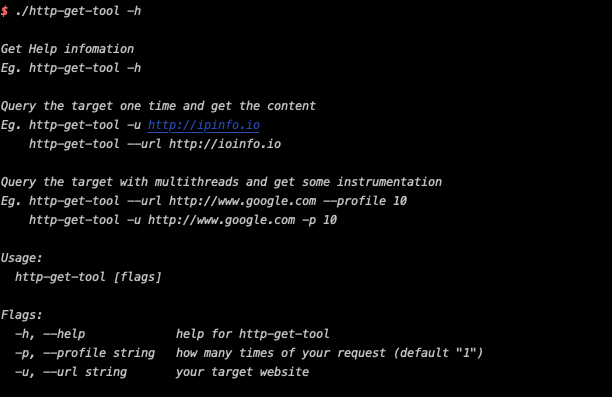 $ ./http-get-tool -h
Get Help infomation
Eg. http-get-tool -h
Query the target one time and get the content
Eg. http-get-tool -u http://ipinfo.io
http-get-tool --url http://ioinfo.io
Query the target with multithreads and get some instrumentation
Eg. http-get-tool --url http://www.google.com --profile 10
http-get-tool -u http://www.google.com -p 10
Usage:
http-get-tool [flags]
Flags:
-h, --help help for http-get-tool
-p, --profile string how many times of your request (default "1")
-u, --url string your target website